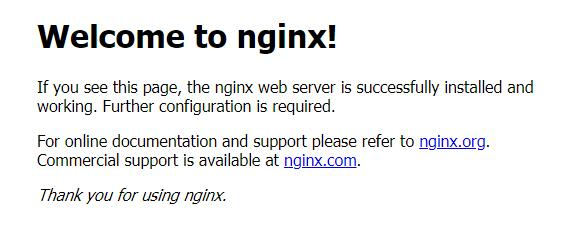 Welcome to nginx!
If you see this page, the nginx web server is successfully installed and
working. Further configuration is required.
For online documentation and support please refer to nginx.org.
Commercial support is available at nginx.com.
Thank you for using nginx.